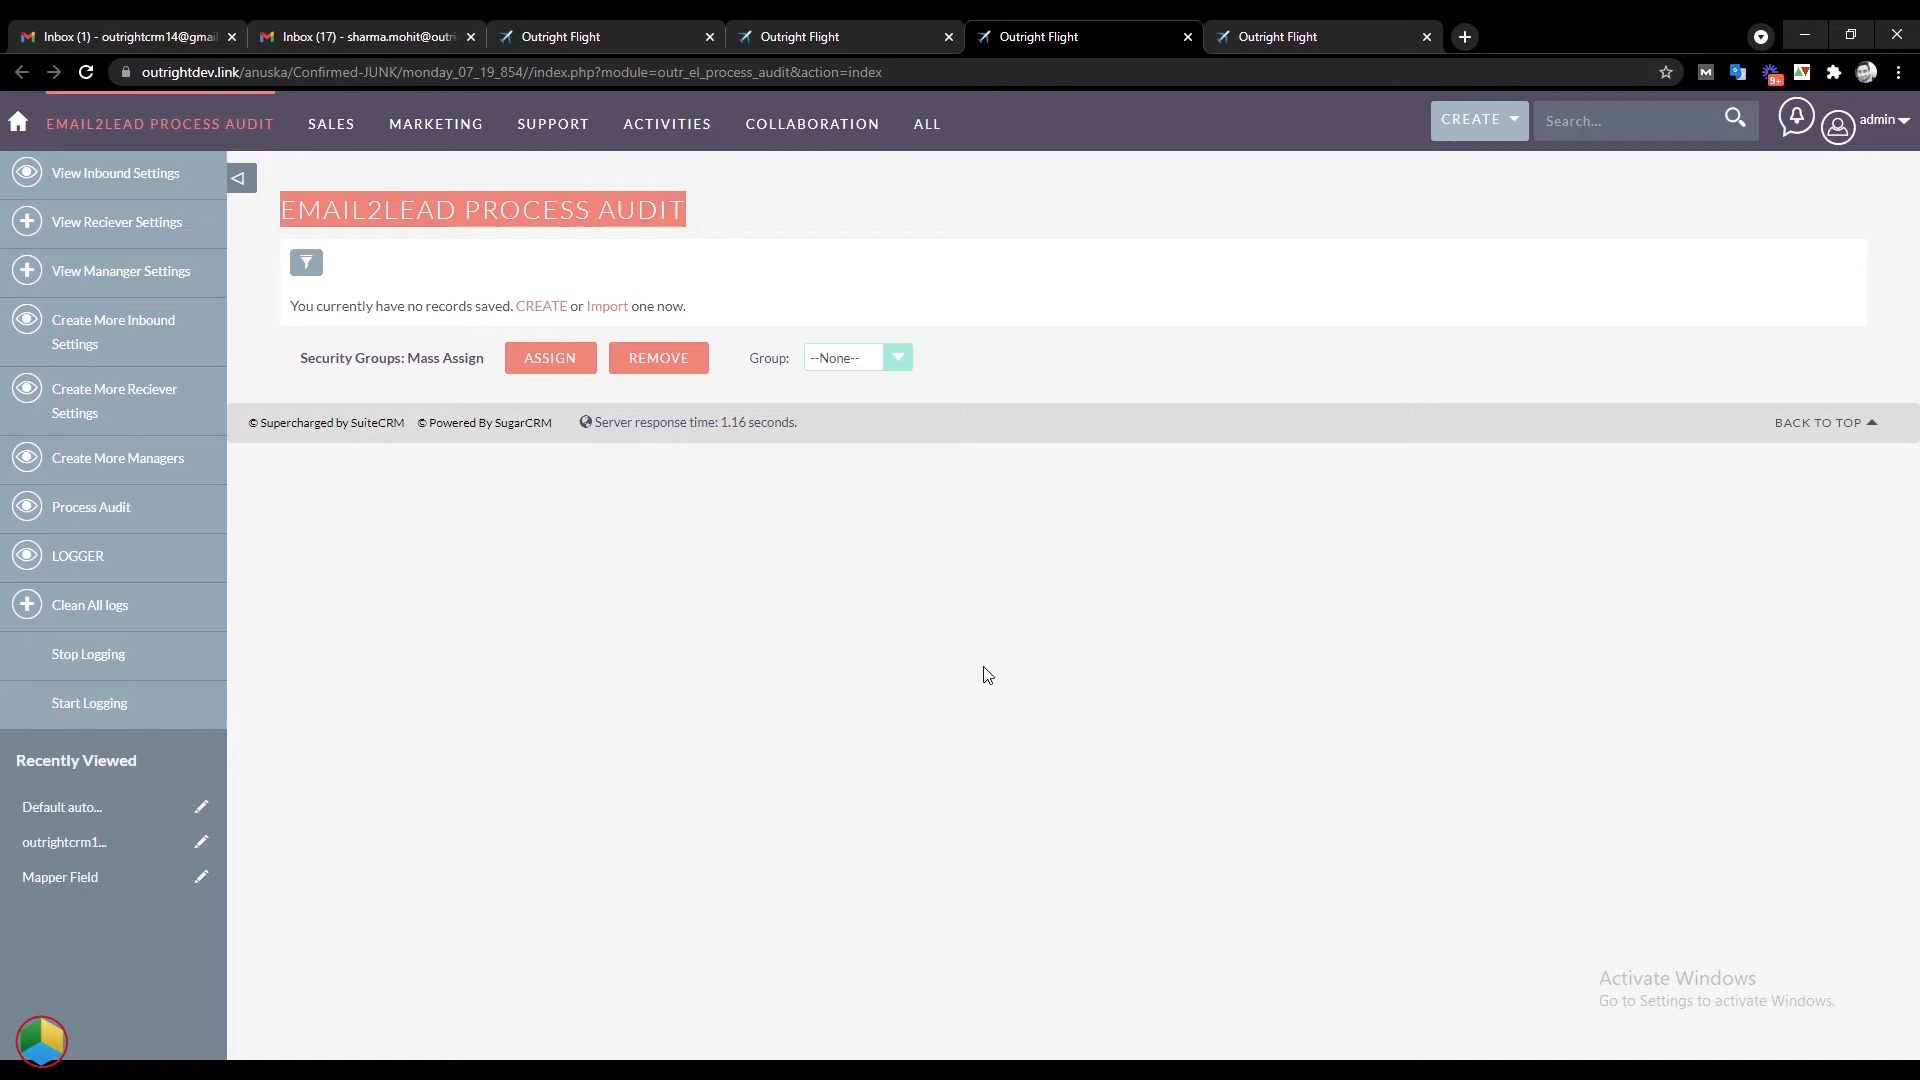 Inbox (1) - outrightcrm14@gmail
Inbox (17) - sharma.mohit@outri
Outright Flight
Outright Flight
Outright Flight
Outright Flight
outrightdev.link/anuska/Confirmed-JUNK/monday_07_19_854//index.php?module=outr_el_process_audit&action=index
M
9+
EMAIL2LEAD PROCESS AUDIT
SALES
MARKETING
SUPPORT
ACTIVITIES
COLLABORATION
ALL
CREATE
Search...
admin
View Inbound Settings
View Reciever Settings
View Mananger Settings
Create More Inbound
Settings
Create More Reciever
Settings
Create More Managers
Process Audit
LOGGER
Clean All logs
Stop Logging
Start Logging
Recently Viewed
Default auto...
outrightcrm1...
Mapper Field
EMAIL2LEAD PROCESS AUDIT
You currently have no records saved. CREATE or Import one now.
Security Groups: Mass Assign
ASSIGN
REMOVE
Group:
--None--
© Supercharged by SuiteCRM
© Powered By SugarCRM
Server response time: 1.16 seconds.
BACK TO TOP
Activate Windows
Go to Settings to activate Windows.